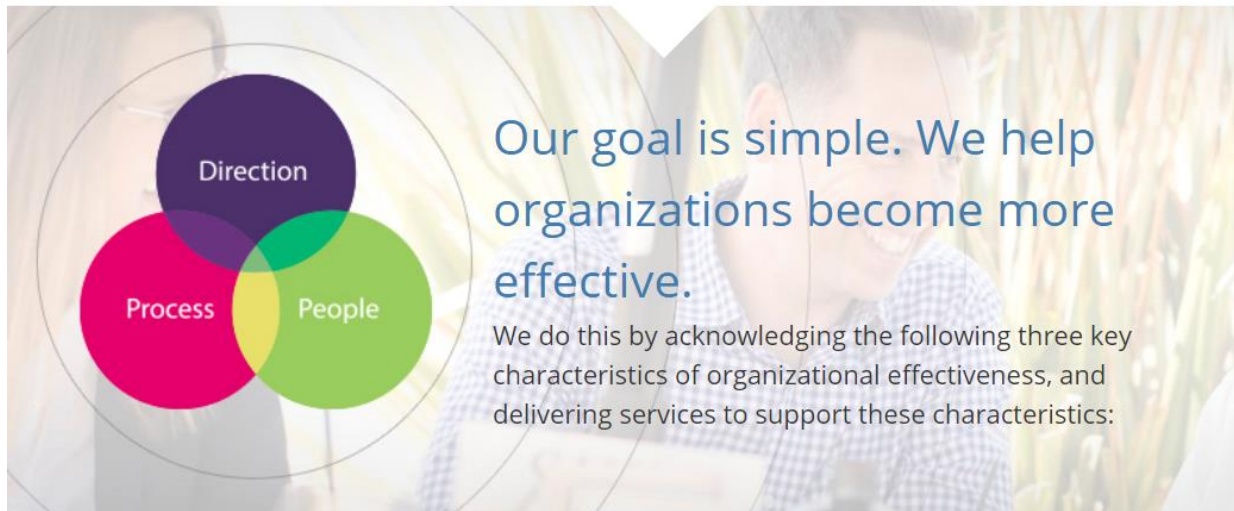 Direction
Process
People
Our goal is simple. We help
organizations become more
effective.
We do this by acknowledging the following three key
characteristics of organizational effectiveness, and
delivering services to support these characteristics: